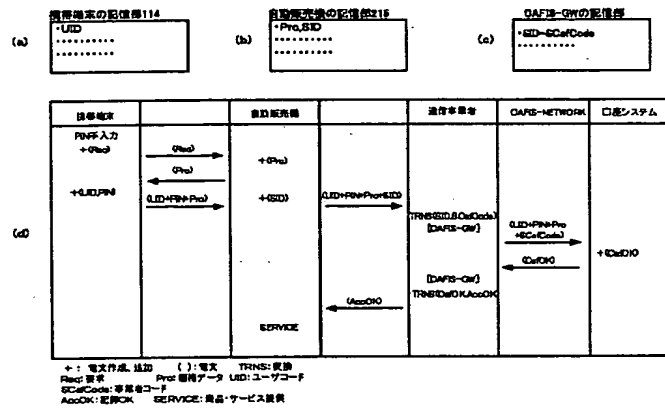 携帯端末の記憶部114
自動販売機の記憶部215
CAFIS-GWの記憶部
(a)
・UID
(b)
・Pro,SID
(c)
・SID-SCafCode
携帯端末
自動販売機
通信事業者
CAFIS-NETWORK
口座システム
PIN手入力
+(Req)
(Req)
+(Pro)
(Pro)
+(UID,PIN)
(UID+PIN+Pro)
+(SID)
(UID+PIN+Pro+SID)
(d)
TRNS(SID,SCafCode)
[CAFIS-GW]
(UID+PIN+Pro
+SCafCode)
+(CafOK)
(CafOK)
[CAFIS-GW]
TRNS(CafOK,AccOK)
(AccOK)
SERVICE
+: 電文作成、追加 ( ): 電文 TRNS: 変換
Req: 要求 Pro: 価格データ UID: ユーザコード
SCafCode: 事業者コード
AccOK: 記帳OK SERVICE: 商品・サービス提供